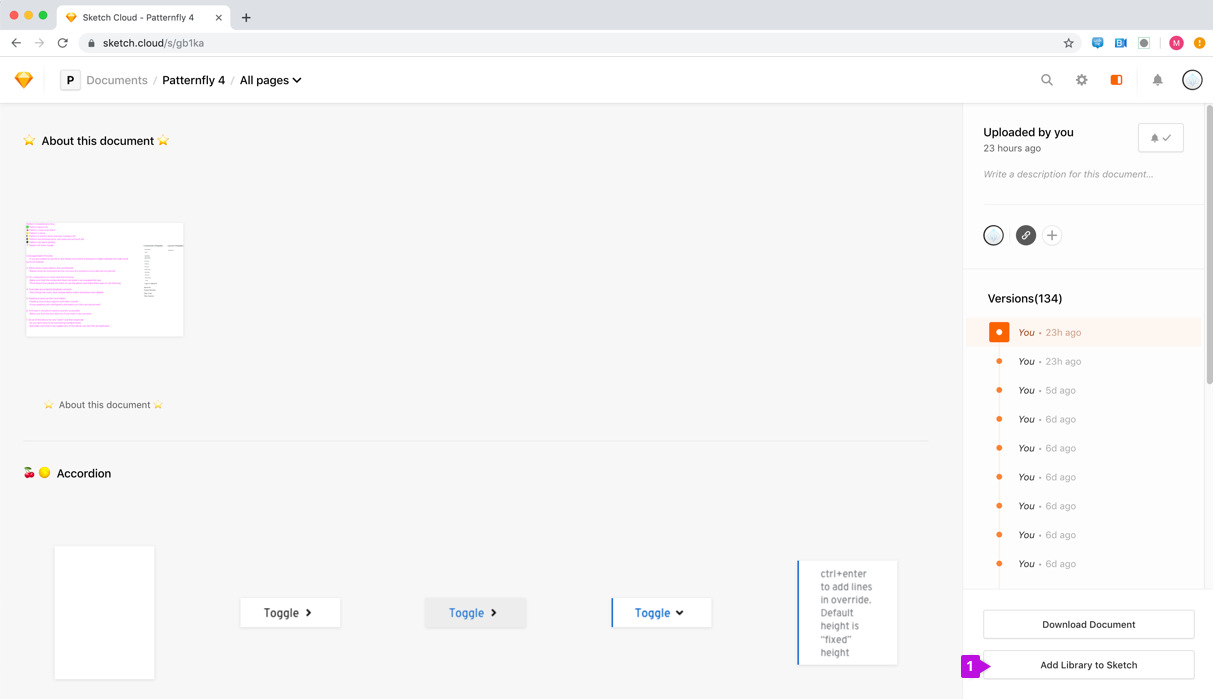 Sketch Cloud - Patternfly 4
sketch.cloud/s/gb1ka
M
P Documents / Patternfly 4 / All pages
⭐ About this document ⭐
⭐ About this document ⭐
🍒 🟡 Accordion
Toggle
Toggle
Toggle
ctrl+enter
to add lines
in override.
Default
height is
“fixed”
height
Uploaded by you
23 hours ago
Write a description for this document...
Versions(134)
You • 23h ago
You • 23h ago
You • 5d ago
You • 6d ago
You • 6d ago
You • 6d ago
You • 6d ago
You • 6d ago
You • 6d ago
Download Document
1 Add Library to Sketch